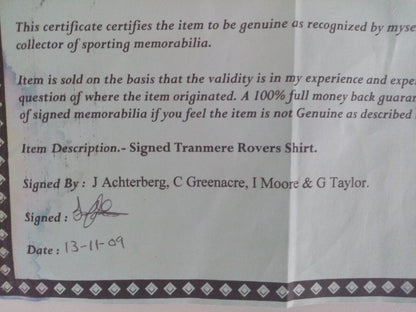 This certificate certifies the item to be genuine as recognized by
collector of sporting memorabilia.
Item is sold on the basis that the validity is in my experience and
question of where the item originated. A 100% full money back
of signed memorabilia if you feel the item is not Genuine as described
Item Description.- Signed Tranmere Rovers Shirt.
Signed By : J Achterberg, C Greenacre, I Moore & G Taylor.
Signed :
Date : 13-11-09